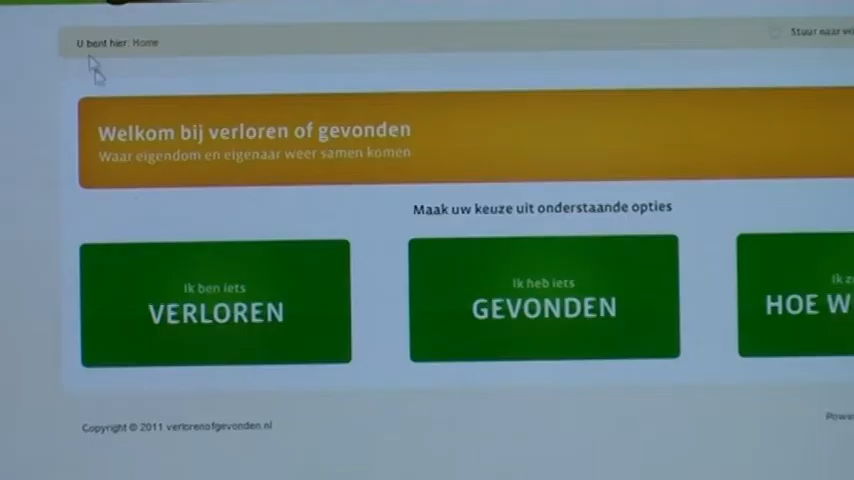 U bent hier: Home
Stuur naar
Welkom bij verloren of gevonden
Waar eigendom en eigenaar weer samen komen
Maak uw keuze uit onderstaande opties
Ik ben iets
VERLOREN
Ik heb iets
GEVONDEN
Ik
HOE W
Copyright © 2011 verlorenofgevonden.nl